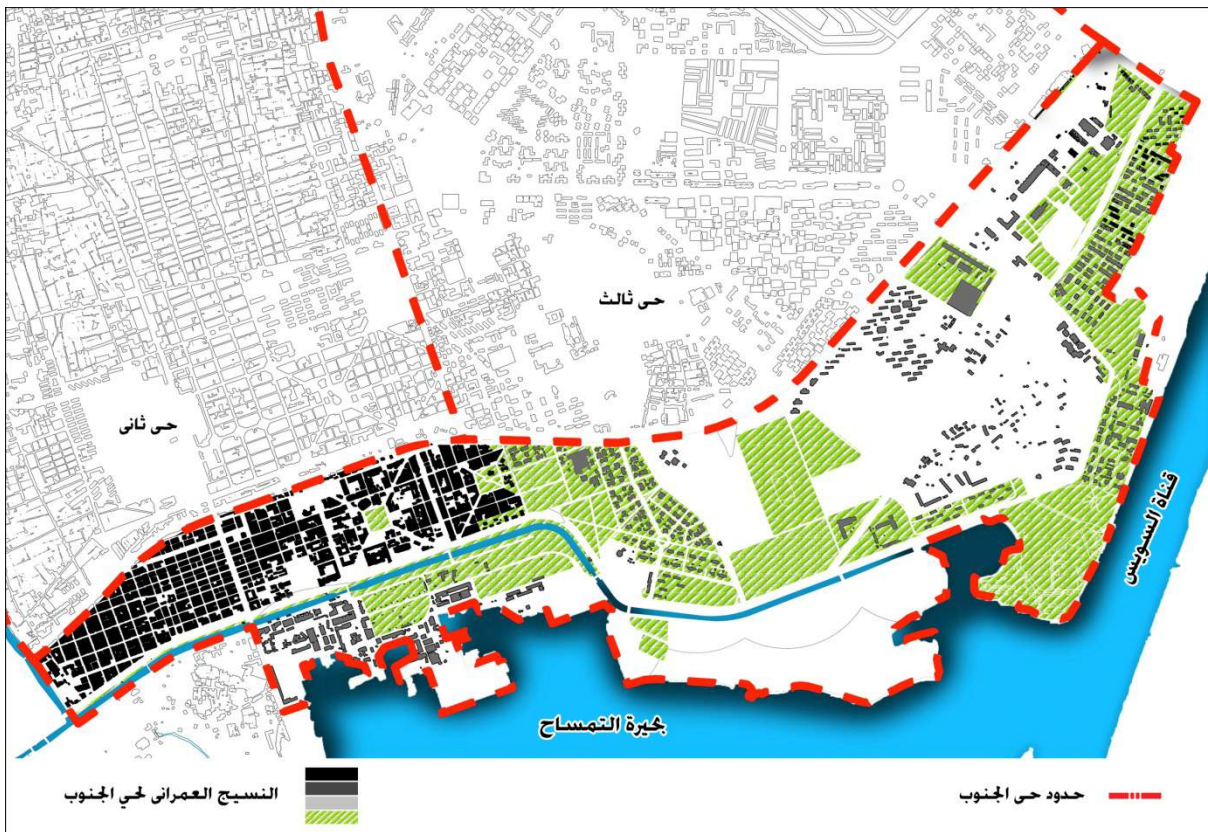 حى ثالث
حى ثانى
قناة السويس
بحيرة التمساح
حدود حى الجنوب
النسيج العمرانى لحي الجنوب